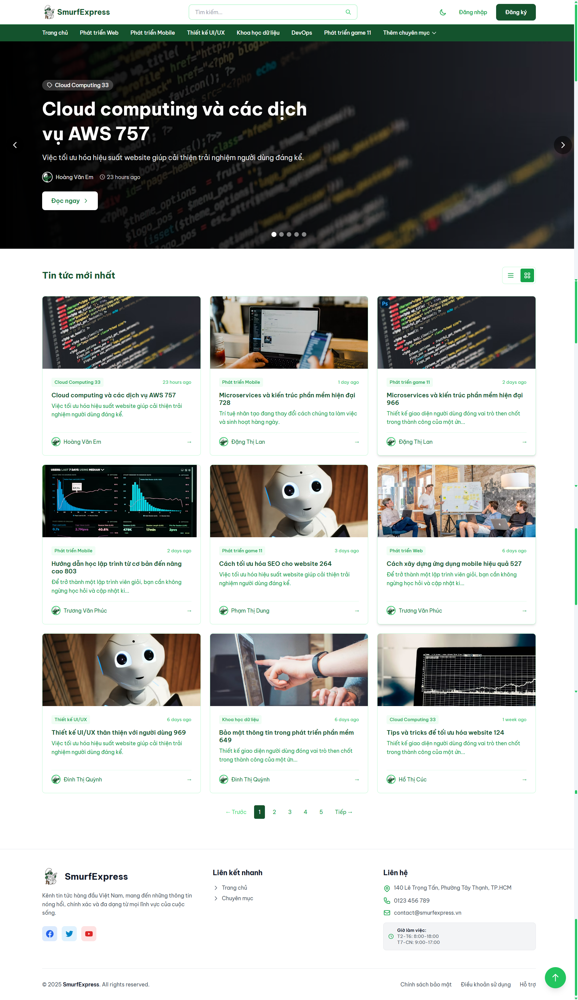 SmurfExpress
Tìm kiếm...
Đăng nhập
Đăng ký
Trang chủ
Phát triển Web
Phát triển Mobile
Thiết kế UI/UX
Khoa học dữ liệu
DevOps
Phát triển game 11
Thêm chuyên mục
Cloud Computing 33
Cloud computing và các dịch
vụ AWS 757
Việc tối ưu hóa hiệu suất website giúp cải thiện trải nghiệm người dùng đáng kể.
Hoàng Văn Em
23 hours ago
Đọc ngay
Tin tức mới nhất
Cloud Computing 33
23 hours ago
Cloud computing và các dịch vụ AWS 757
Việc tối ưu hóa hiệu suất website giúp cải thiện trải
nghiệm người dùng đáng kể.
Hoàng Văn Em
→
Phát triển Mobile
1 day ago
Microservices và kiến trúc phần mềm hiện đại
728
Trí tuệ nhân tạo đang thay đổi cách chúng ta làm việc
và sinh hoạt hàng ngày.
Đặng Thị Lan
→
Ps
Phát triển game 11
2 days ago
Microservices và kiến trúc phần mềm hiện đại
966
Thiết kế giao diện người dùng đóng vai trò then chốt
trong thành công của một ứn...
Đặng Thị Lan
→
USERS: LAST 7 DAYS USING MEDIAN
57.1%
0.7s
2.7Mpvs
40.6%
479K
17min
2pvs
Phát triển Mobile
2 days ago
Hướng dẫn học lập trình từ cơ bản đến nâng
cao 803
Để trở thành một lập trình viên giỏi, bạn cần không
ngừng học hỏi và cập nhật ki...
Trương Văn Phúc
→
Phát triển game 11
3 days ago
Cách tối ưu hóa SEO cho website 264
Việc tối ưu hóa hiệu suất website giúp cải thiện trải
nghiệm người dùng đáng kể.
Phạm Thị Dung
→
Phát triển Web
6 days ago
Cách xây dựng ứng dụng mobile hiệu quả 527
Để trở thành một lập trình viên giỏi, bạn cần không
ngừng học hỏi và cập nhật ki...
Trương Văn Phúc
→
Thiết kế UI/UX
6 days ago
Thiết kế UI/UX thân thiện với người dùng 969
Việc tối ưu hóa hiệu suất website giúp cải thiện trải
nghiệm người dùng đáng kể.
Đinh Thị Quỳnh
→
Khoa học dữ liệu
6 days ago
Bảo mật thông tin trong phát triển phần mềm
649
Thiết kế giao diện người dùng đóng vai trò then chốt
trong thành công của một ứn...
Đinh Thị Quỳnh
→
Cloud Computing 33
1 week ago
Tips và tricks để tối ưu hóa website 124
Thiết kế giao diện người dùng đóng vai trò then chốt
trong thành công của một ứn...
Hồ Thị Cúc
→
← Trước
1
2
3
4
5
Tiếp →
SmurfExpress
Kênh tin tức hàng đầu Việt Nam, mang đến những thông tin
nóng hổi, chính xác và đa dạng từ mọi lĩnh vực của cuộc
sống.
Liên kết nhanh
Trang chủ
Chuyên mục
Liên hệ
140 Lê Trọng Tấn, Phường Tây Thạnh, TP.HCM
0123 456 789
contact@smurfexpress.vn
Giờ làm việc:
T2-T6: 8:00-18:00
T7-CN: 9:00-17:00
© 2025 SmurfExpress. All rights reserved.
Chính sách bảo mật
Điều khoản sử dụng
Hỗ trợ